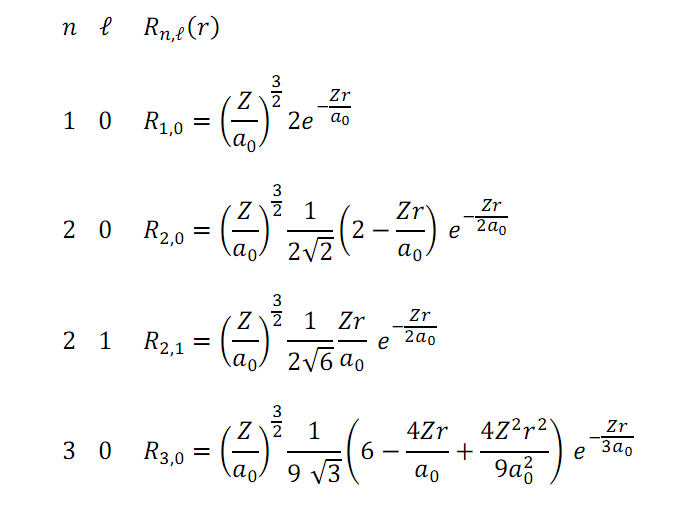 n ℓ R_{n,ℓ}(r)
1 0 R_{1,0} = (Z/a_0)^{3/2} 2e^{-Zr/a_0}
2 0 R_{2,0} = (Z/a_0)^{3/2} 1/(2√2) (2 − Zr/a_0) e^{-Zr/2a_0}
2 1 R_{2,1} = (Z/a_0)^{3/2} 1/(2√6) Zr/a_0 e^{-Zr/2a_0}
3 0 R_{3,0} = (Z/a_0)^{3/2} 1/(9 √3) (6 − 4Zr/a_0 + 4Z^2r^2/9a_0^2) e^{-Zr/3a_0}